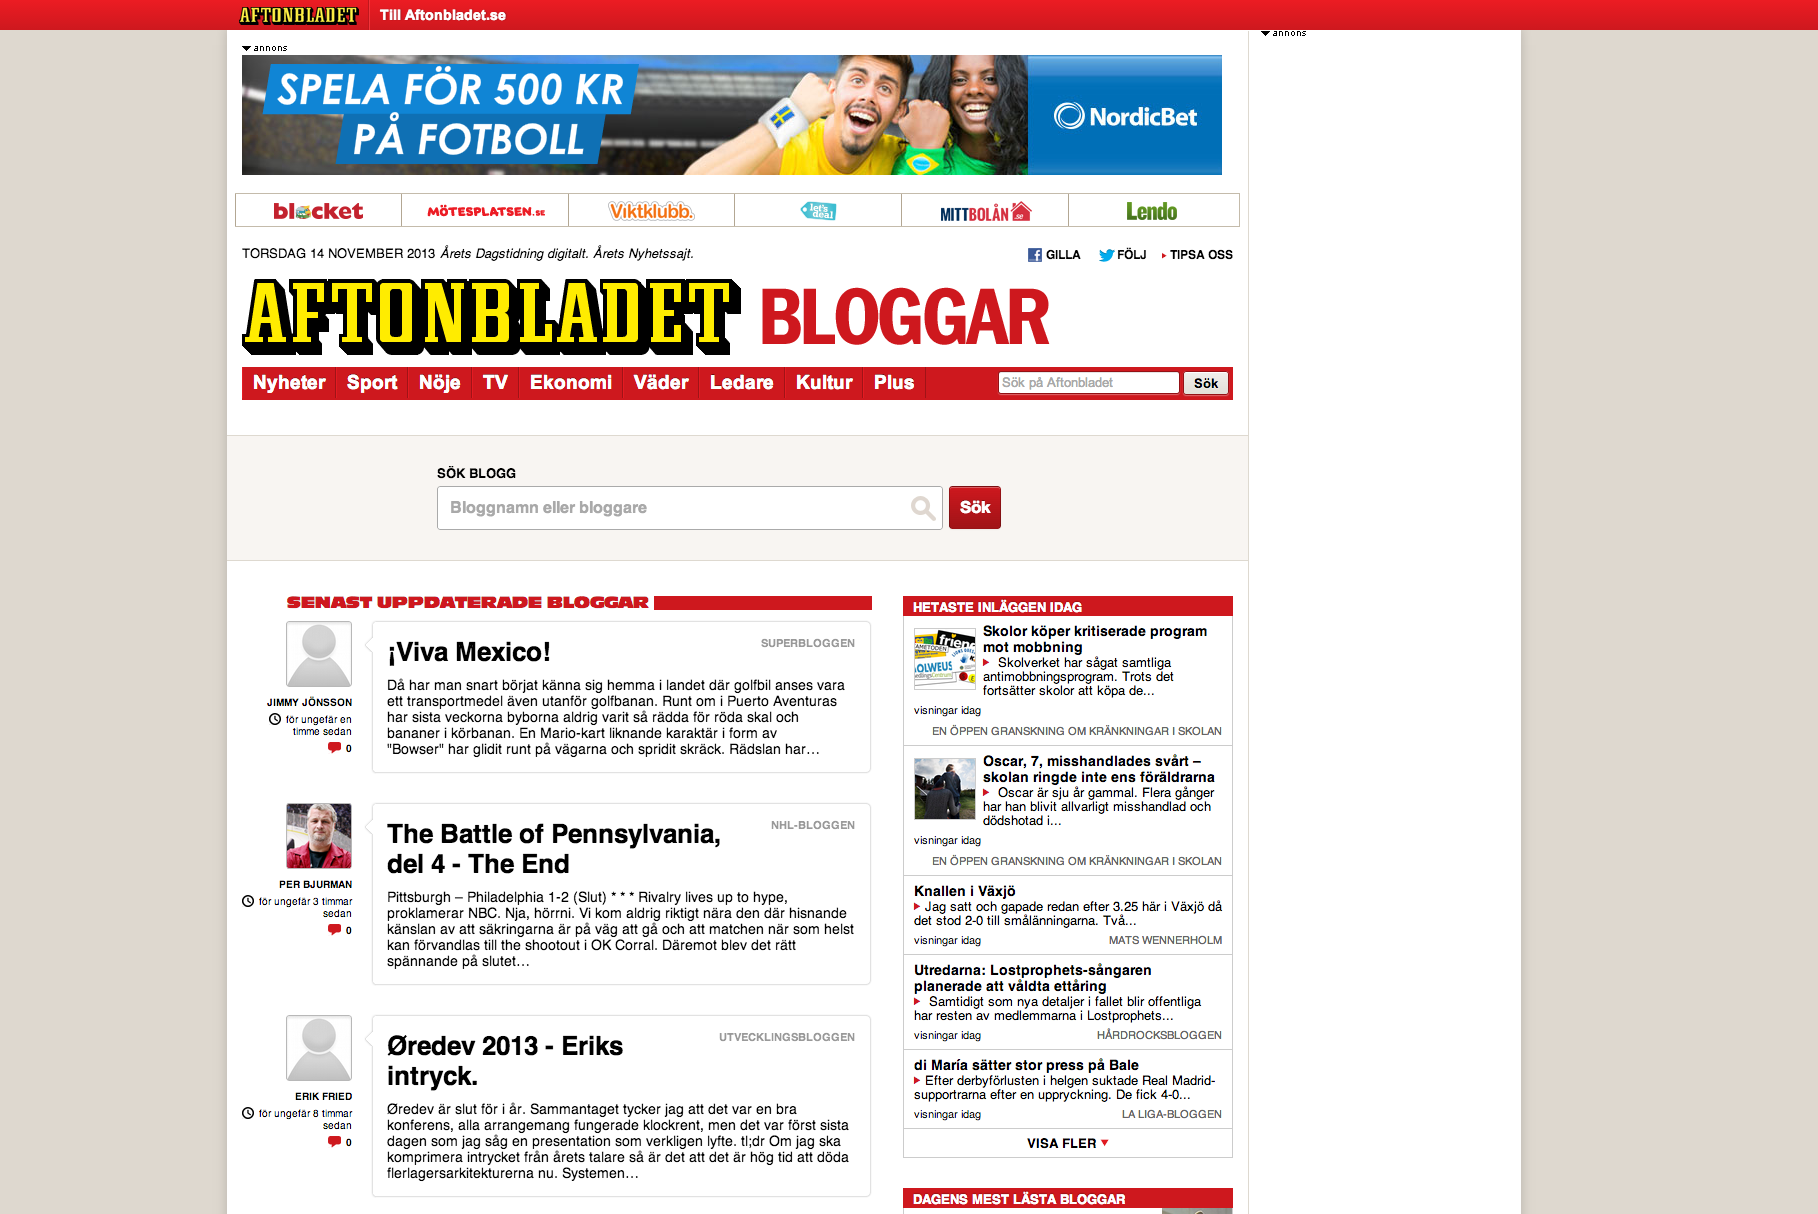 AFTONBLADET
Till Aftonbladet.se
annons
annons
SPELA FÖR 500 KR
PÅ FOTBOLL
NordicBet
blocket
MÖTESPLATSEN.SE
Viktklubb.
let's deal
MITTBOLÅN.se
Lendo
TORSDAG 14 NOVEMBER 2013 Årets Dagstidning digitalt. Årets Nyhetssajt.
GILLA
FÖLJ
TIPSA OSS
AFTONBLADET BLOGGAR
Nyheter Sport Nöje TV Ekonomi Väder Ledare Kultur Plus
Sök på Aftonbladet
Sök
SÖK BLOGG
Bloggnamn eller bloggare
Sök
SENAST UPPDATERADE BLOGGAR
JIMMY JÖNSSON
för ungefär en
timme sedan
0
¡Viva Mexico!
SUPERBLOGGEN
Då har man snart börjat känna sig hemma i landet där golfbil anses vara
ett transportmedel även utanför golfbanan. Runt om i Puerto Aventuras
har sista veckorna byborna aldrig varit så rädda för röda skal och
bananer i körbanan. En Mario-kart liknande karaktär i form av
"Bowser" har glidit runt på vägarna och spridit skräck. Rädslan har…
PER BJURMAN
för ungefär 3 timmar
sedan
0
The Battle of Pennsylvania,
del 4 - The End
NHL-BLOGGEN
Pittsburgh – Philadelphia 1-2 (Slut) * * * Rivalry lives up to hype,
proklamerar NBC. Nja, hörrni. Vi kom aldrig riktigt nära den där hisnande
känslan av att säkringarna är på väg att gå och att matchen när som helst
kan förvandlas till the shootout i OK Corral. Däremot blev det rätt
spännande på slutet…
ERIK FRIED
för ungefär 8 timmar
sedan
0
Øredev 2013 - Eriks
intryck.
UTVECKLINGSBLOGGEN
Øredev är slut för i år. Sammantaget tycker jag att det var en bra
konferens, alla arrangemang fungerade klockrent, men det var först sista
dagen som jag såg en presentation som verkligen lyfte. tl;dr Om jag ska
komprimera intrycket från årets talare så är det att det är hög tid att döda
flerlagersarkitekturerna nu. Systemen…
HETASTE INLÄGGEN IDAG
Skolor köper kritiserade program
mot mobbning
Skolverket har sågat samtliga
antimobbningsprogram. Trots det
fortsätter skolor att köpa de...
visningar idag
EN ÖPPEN GRANSKNING OM KRÄNKNINGAR I SKOLAN
Oscar, 7, misshandlades svårt –
skolan ringde inte ens föräldrarna
Oscar är sju år gammal. Flera gånger
har han blivit allvarligt misshandlad och
dödshotad i...
visningar idag
EN ÖPPEN GRANSKNING OM KRÄNKNINGAR I SKOLAN
Knallen i Växjö
Jag satt och gapade redan efter 3.25 här i Växjö då
det stod 2-0 till smålänningarna. Två...
visningar idag
MATS WENNERHOLM
Utredarna: Lostprophets-sångaren
planerade att våldta ettåring
Samtidigt som nya detaljer i fallet blir offentliga
har resten av medlemmarna i Lostprophets...
visningar idag
HÅRDROCKSBLOGGEN
di María sätter stor press på Bale
Efter derbyförlusten i helgen suktade Real Madrid-
supportrarna efter en uppryckning. De fick 4-0...
visningar idag
LA LIGA-BLOGGEN
VISA FLER
DAGENS MEST LÄSTA BLOGGAR